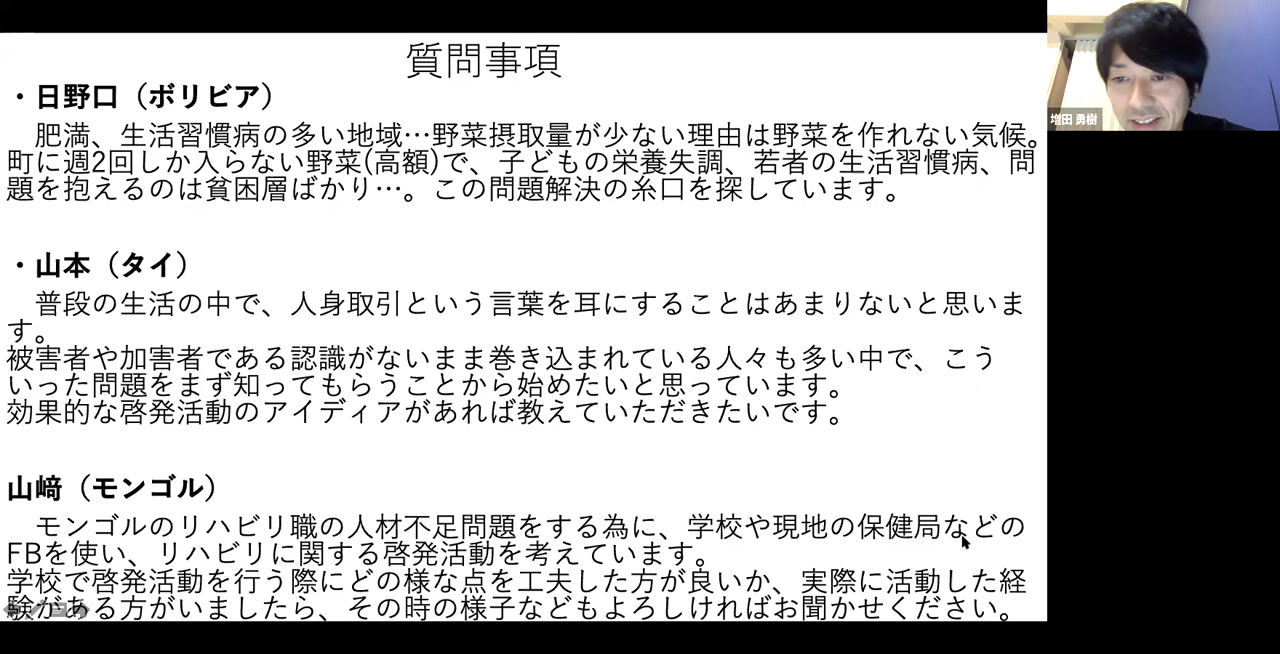 質問事項
・日野口（ボリビア）
肥満、生活習慣病の多い地域…野菜摂取量が少ない理由は野菜を作れない気候。
町に週2回しか入らない野菜(高額)で、子どもの栄養失調、若者の生活習慣病、問
題を抱えるのは貧困層ばかり…。この問題解決の糸口を探しています。
・山本（タイ）
普段の生活の中で、人身取引という言葉を耳にすることはあまりないと思いま
す。
被害者や加害者である認識がないまま巻き込まれている人々も多い中で、こう
いった問題をまず知ってもらうことから始めたいと思っています。
効果的な啓発活動のアイディアがあれば教えていただきたいです。
山﨑（モンゴル）
モンゴルのリハビリ職の人材不足問題をする為に、学校や現地の保健局などの
FBを使い、リハビリに関する啓発活動を考えています。
学校で啓発活動を行う際にどの様な点を工夫した方が良いか、実際に活動した経
験がある方がいましたら、その時の様子などもよろしければお聞かせください。
増田 勇樹